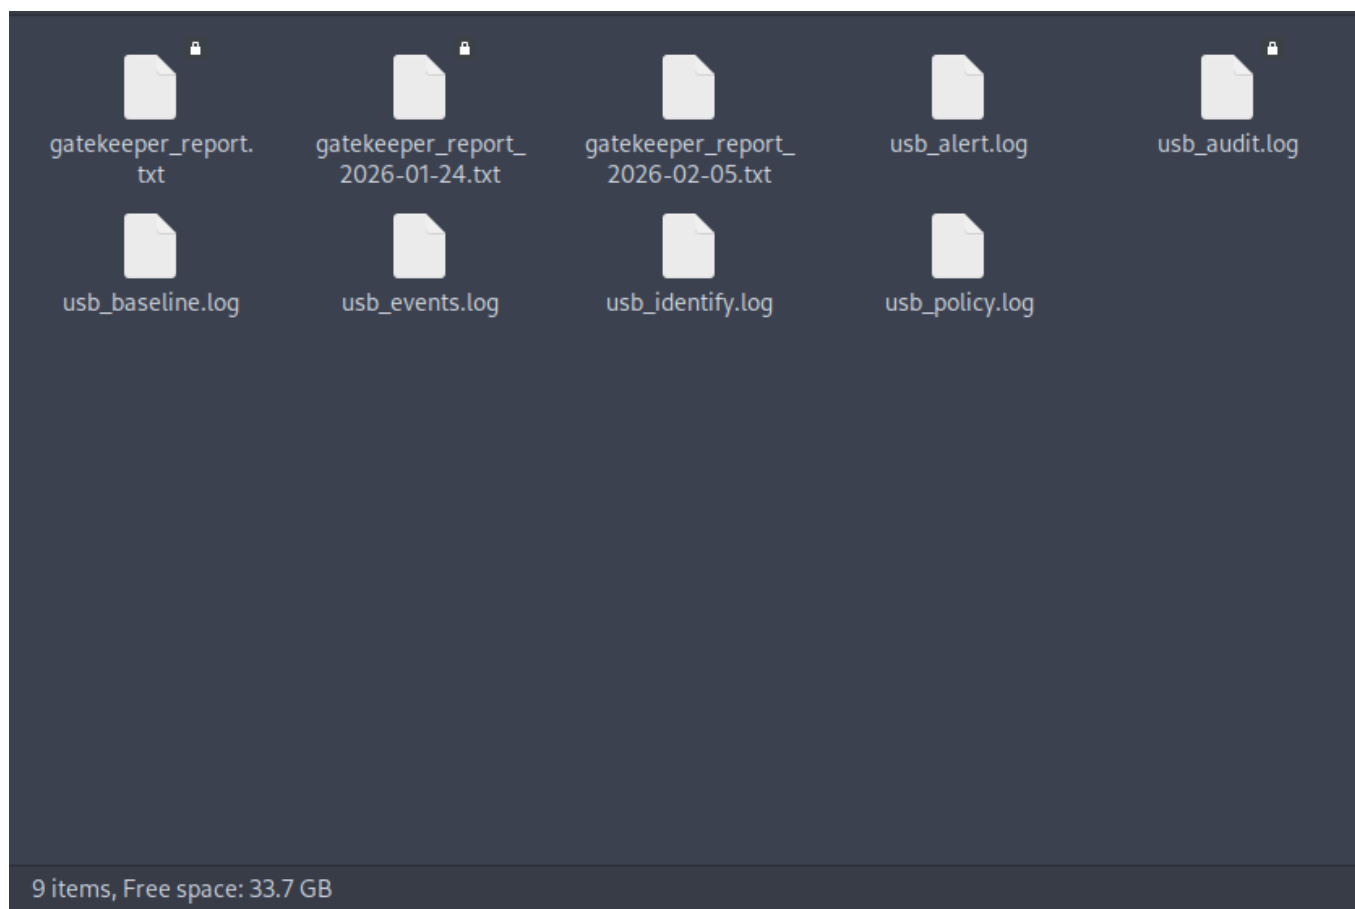 gatekeeper_report.
txt
gatekeeper_report_
2026-01-24.txt
gatekeeper_report_
2026-02-05.txt
usb_alert.log
usb_audit.log
usb_baseline.log
usb_events.log
usb_identify.log
usb_policy.log
9 items, Free space: 33.7 GB